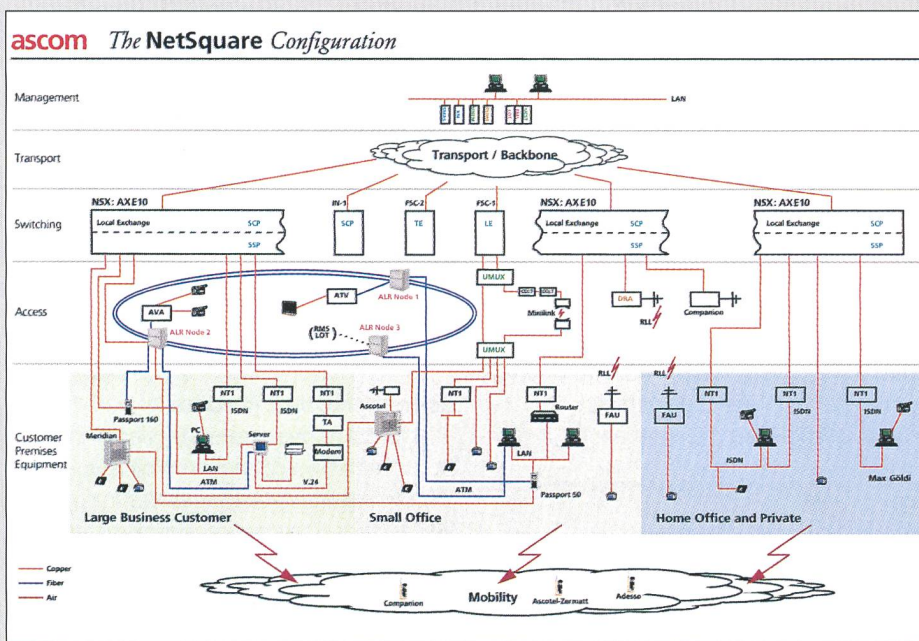 ascom The NetSquare Configuration
Management
LAN
Transport
Transport / Backbone
Switching
NSX: AXE10
Local Exchange
SCP
SSP
IN-1
SCP
FSC-2
TE
FSC-1
LE
NSX: AXE10
Local Exchange
SCP
SSP
NSX: AXE10
Local Exchange
SCP
SSP
Access
AVA
ALR Node 2
ATV
ALR Node 1
(RMS LOT)
ALR Node 3
UMUX
Minilink
UMUX
DRA
RLL
Companion
Customer
Premises
Equipment
Passport 160
Meridian
PC
NT1
ISDN
NT1
ISDN
NT1
TA
Modem
Server
LAN
ATM
V.24
Large Business Customer
Ascotel
NT1
NT1
Router
LAN
ATM
Passport 50
RLL
FAU
Small Office
RLL
FAU
NT1
ISDN
NT1
ISDN
NT1
ISDN
Max Göldi
Home Office and Private
Copper
Fiber
Air
Companion
Mobility
Ascotel-Zermatt
Adesso